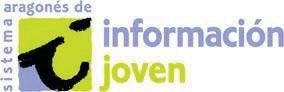 sistema
aragonés de
información
joven